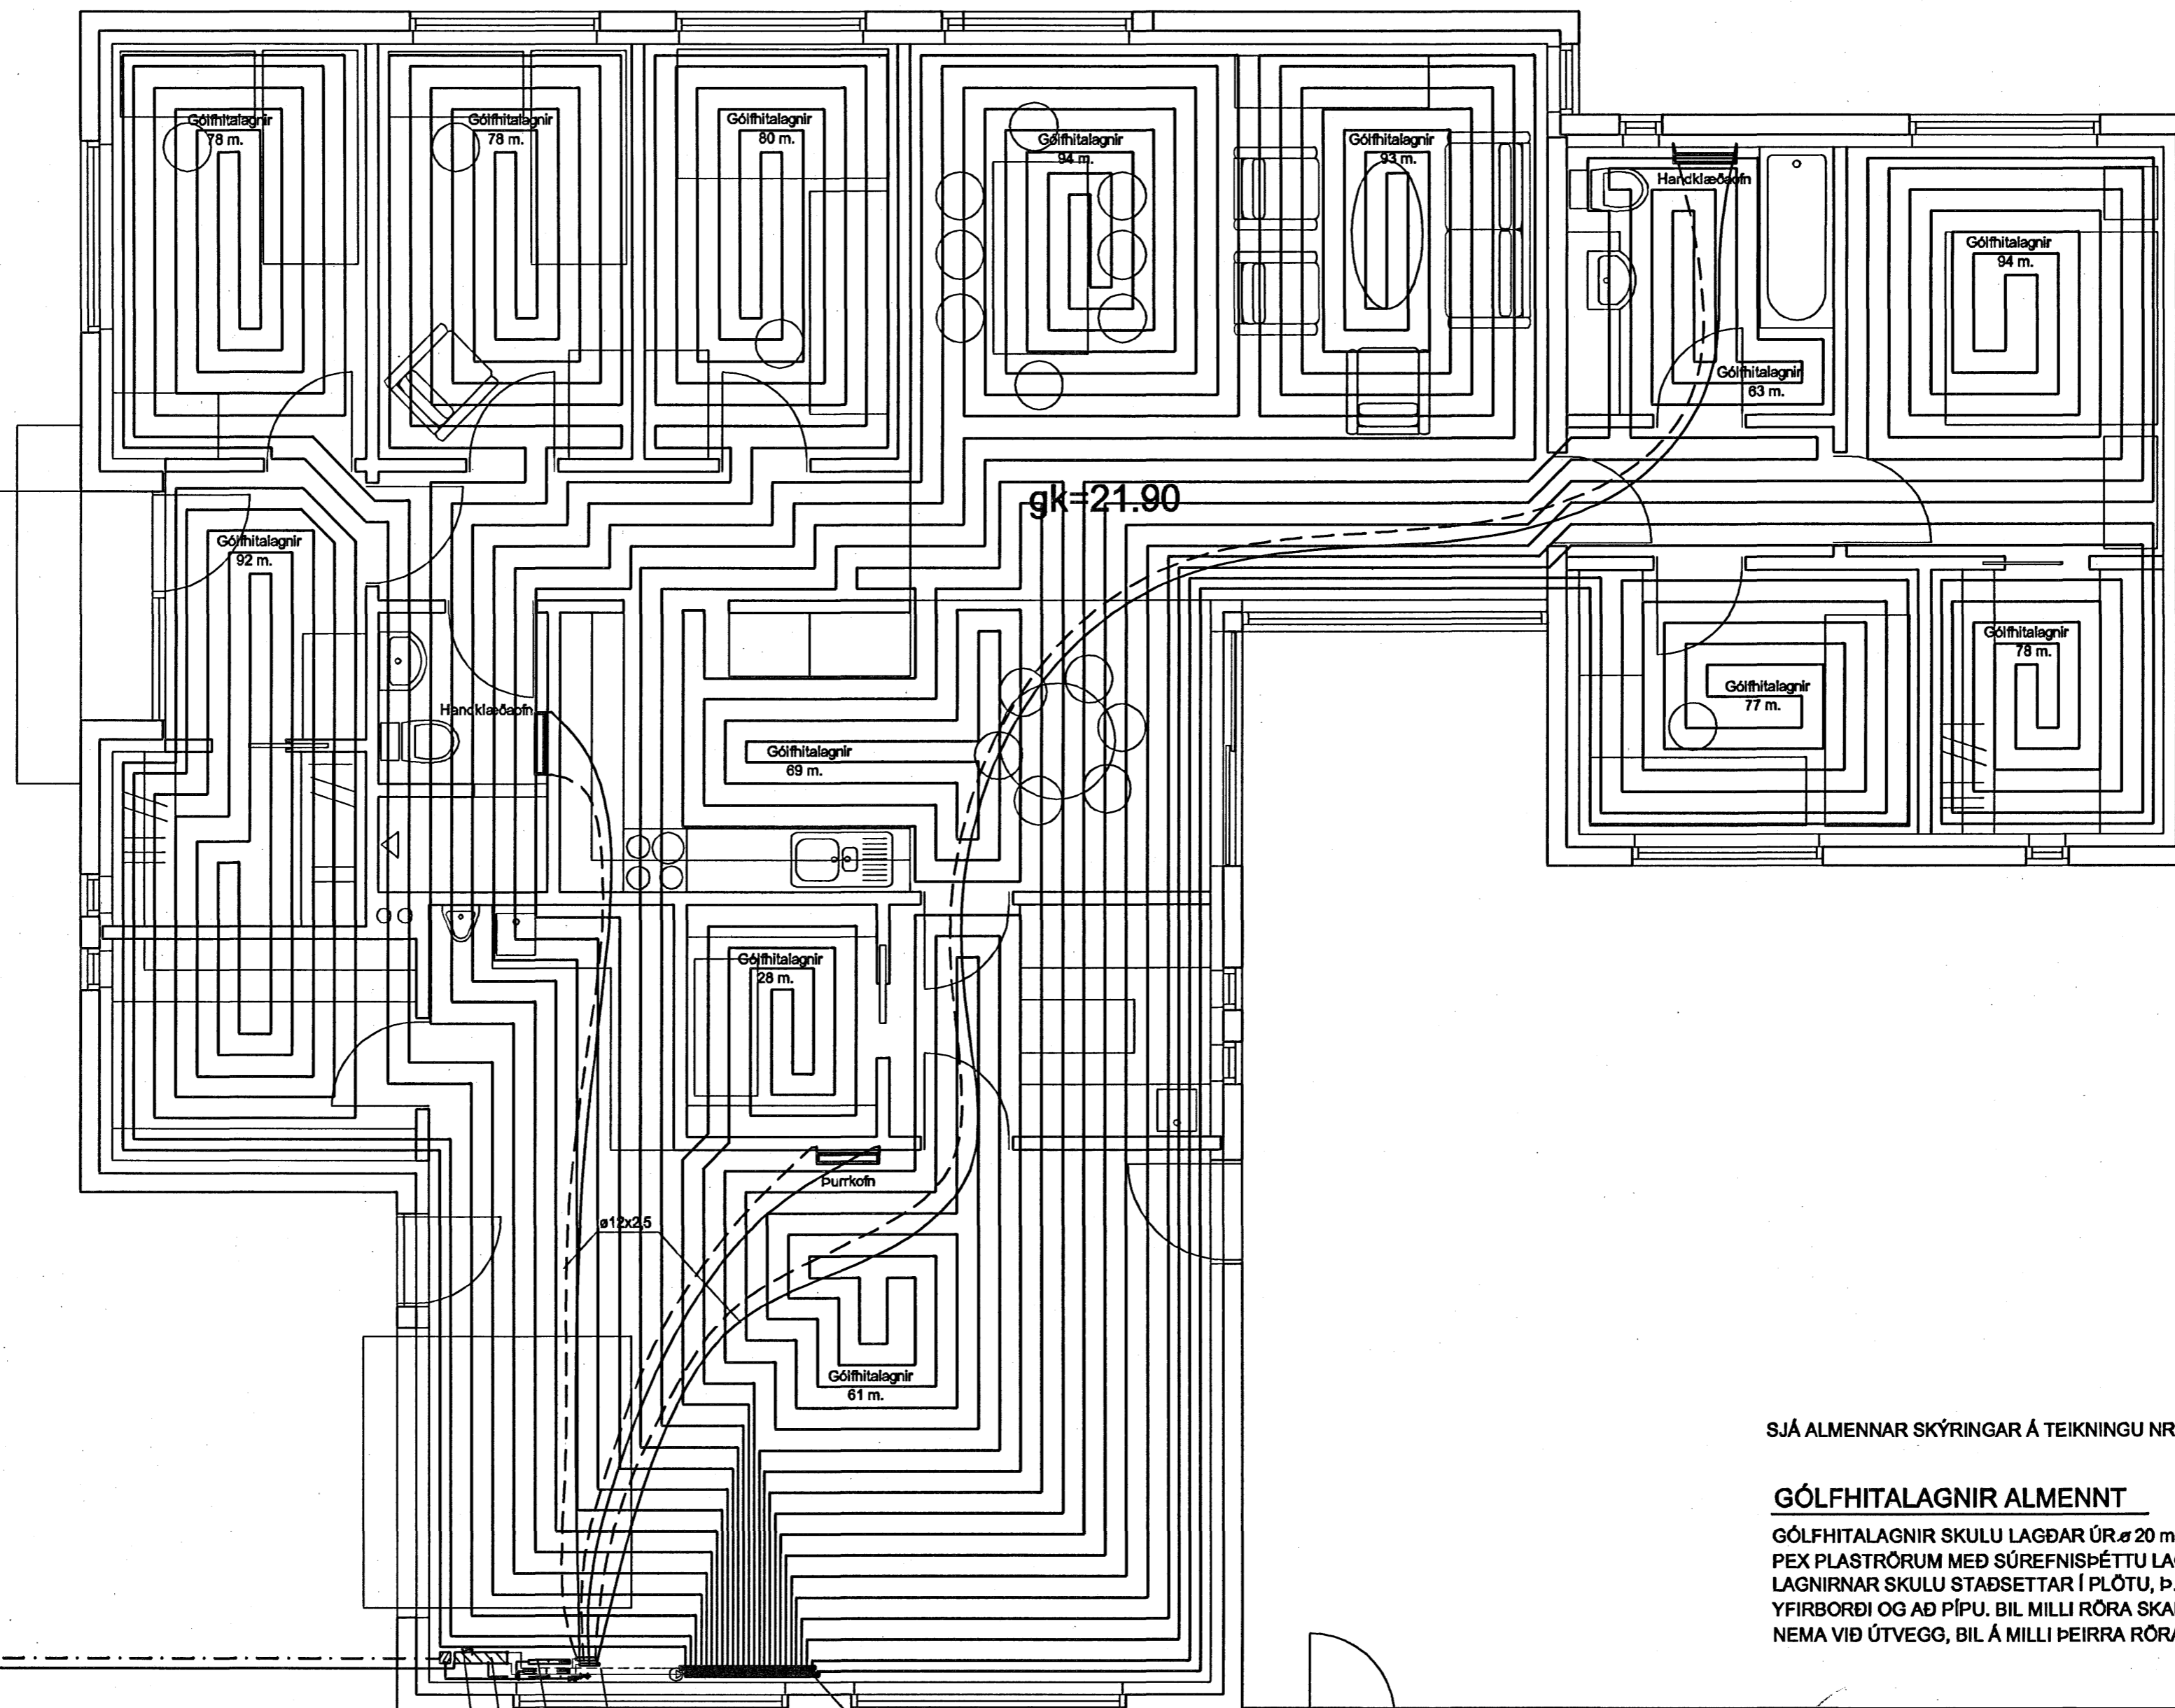 Gólfhitalagnir
78 m.
Gólfhitalagnir
78 m.
Gólfhitalagnir
80 m.
Gólfhitalagnir
94 m.
Gólfhitalagnir
93 m.
Handklæðaofn
Gólfhitalagnir
94 m.
Gólfhitalagnir
63 m.
gk=21.90
Gólfhitalagnir
92 m.
Gólfhitalagnir
78 m.
Gólfhitalagnir
77 m.
Handklæðaofn
Gólfhitalagnir
69 m.
Gólfhitalagnir
28 m.
Þurrkofn
ø12x2,5
Gólfhitalagnir
61 m.
SJÁ ALMENNAR SKÝRINGAR Á TEIKNINGU NR
GÓLFHITALAGNIR ALMENNT
GÓLFHITALAGNIR SKULU LAGÐAR ÚR ø 20 m
PEX PLASTRÖRUM MEÐ SÚREFNISÞÉTTU LAG
LAGNIRNAR SKULU STAÐSETTAR Í PLÖTU, Þ.
YFIRBORÐI OG AÐ PÍPU. BIL MILLI RÖRA SKAL
NEMA VIÐ ÚTVEGG, BIL Á MILLI ÞEIRRA RÖRA